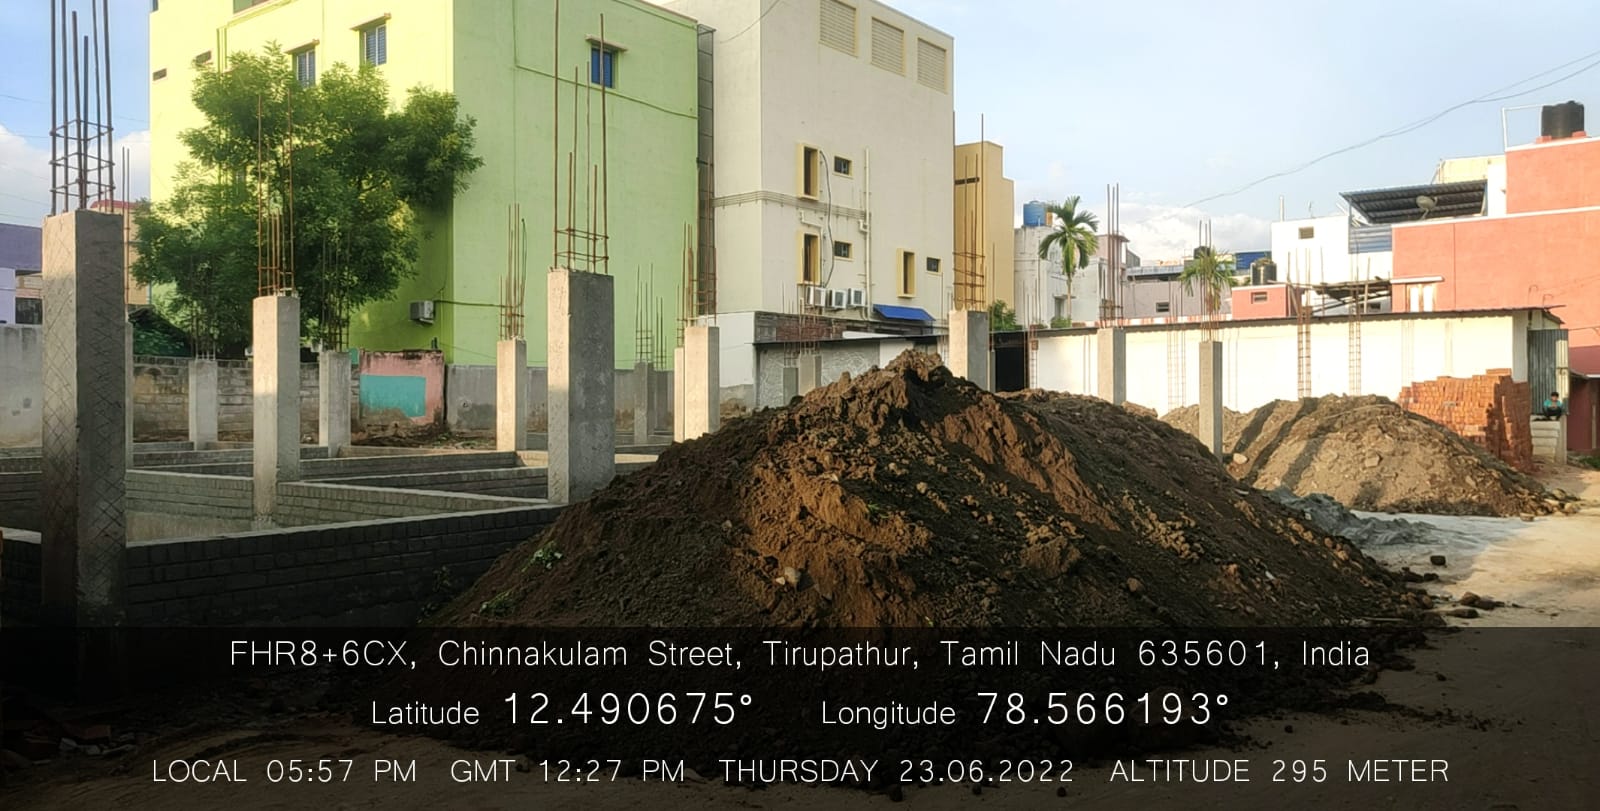 FHR8+6CX, Chinnakulam Street, Tirupathur, Tamil Nadu 635601, India
Latitude 12.490675° Longitude 78.566193°
LOCAL 05:57 PM GMT 12:27 PM THURSDAY 23.06.2022 ALTITUDE 295 METER